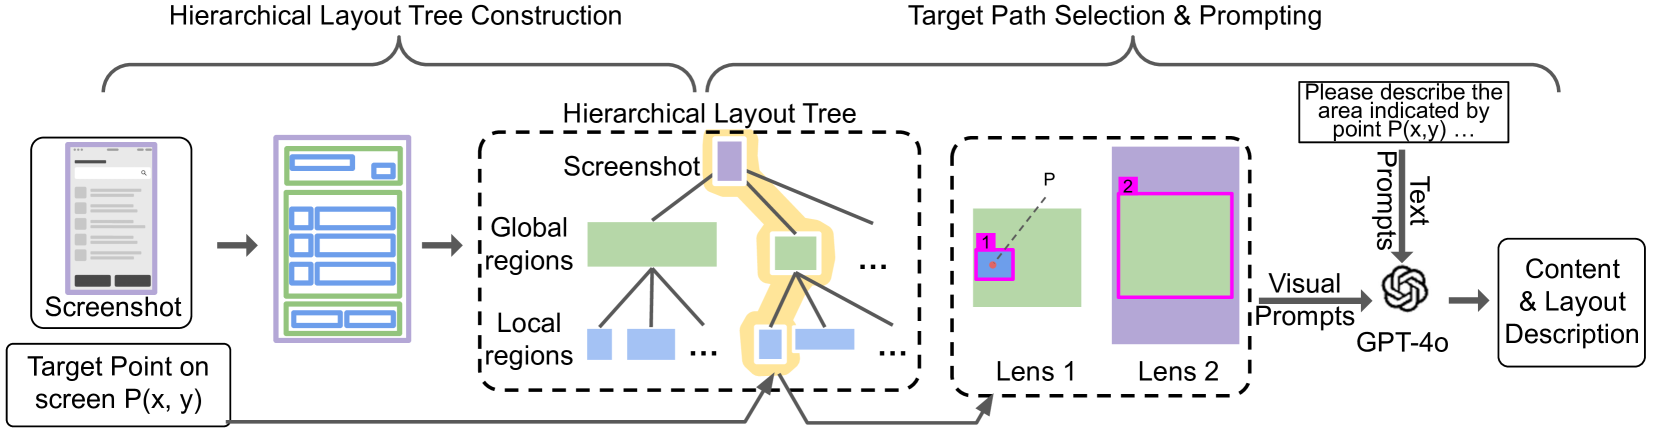 Hierarchical Layout Tree Construction
Target Path Selection & Prompting
Screenshot
Target Point on
screen P(x, y)
Hierarchical Layout Tree
Screenshot
Global
regions
...
Local
regions
...
...
P
1
Lens 1
2
Lens 2
Please describe the
area indicated by
point P(x,y) ...
Text
Prompts
Visual
Prompts
GPT-4o
Content
& Layout
Description